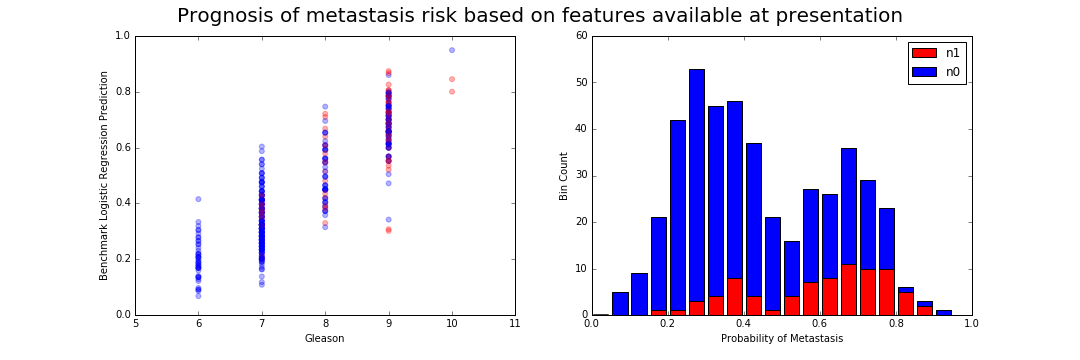 Prognosis of metastasis risk based on features available at presentation
Benchmark Logistic Regression Prediction
1.0
0.8
0.6
0.4
0.2
0.0
5 6 7 8 9 10 11
Gleason
Bin Count
60
50
40
30
20
10
0
0.0 0.2 0.4 0.6 0.8 1.0
Probability of Metastasis
n1
n0